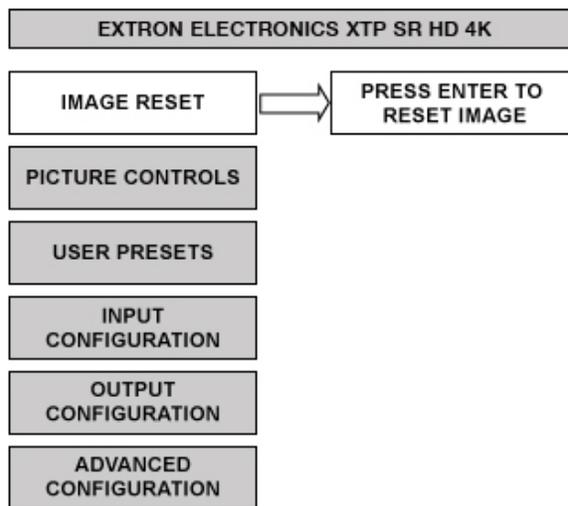 EXTRON ELECTRONICS XTP SR HD 4K
IMAGE RESET
PRESS ENTER TO
RESET IMAGE
PICTURE CONTROLS
USER PRESETS
INPUT
CONFIGURATION
OUTPUT
CONFIGURATION
ADVANCED
CONFIGURATION